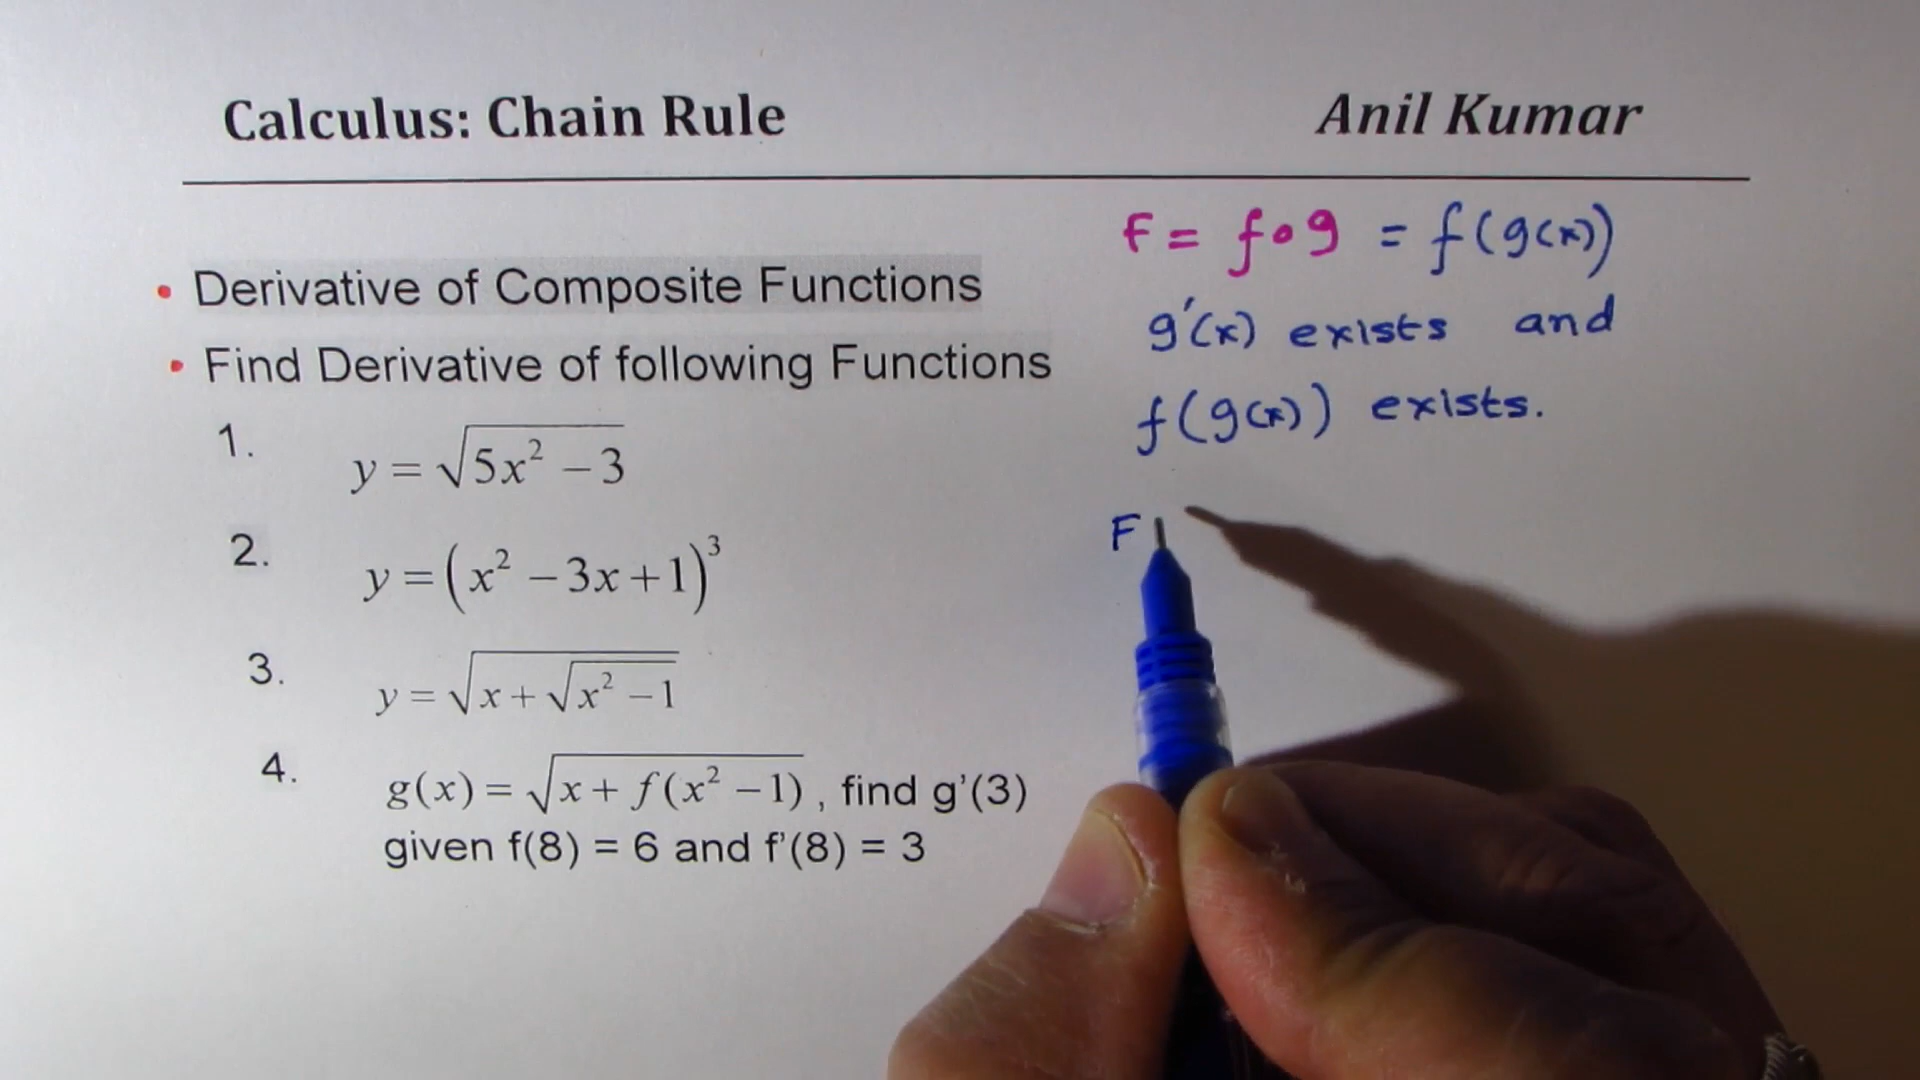 Calculus: Chain Rule
Anil Kumar
• Derivative of Composite Functions
• Find Derivative of following Functions
1. y = √(5x² – 3)
2. y = (x² – 3x + 1)³
3. y = √(x + √(x² – 1))
4. g(x) = √(x + f(x² – 1)) , find g'(3)
given f(8) = 6 and f'(8) = 3
F = f∘g = f(g(x))
g'(x) exists and
f(g(x)) exists.
F